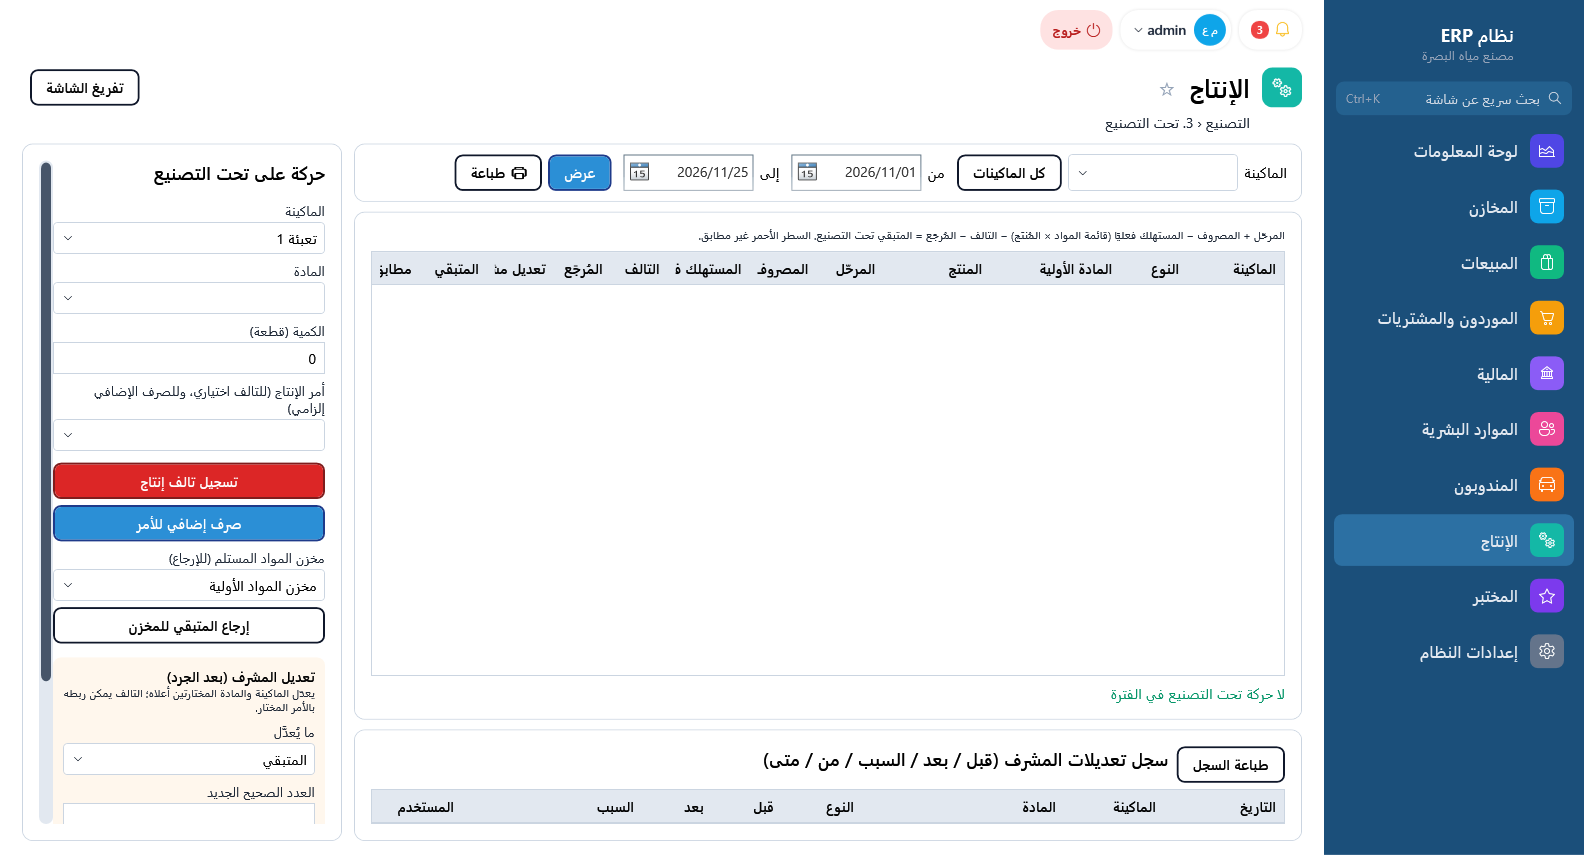 نظام ERP
مصنع مياه البصرة
بحث سريع عن شاشة Ctrl+K
لوحة المعلومات
المخازن
المبيعات
الموردون والمشتريات
المالية
الموارد البشرية
المندوبون
الإنتاج
المختبر
إعدادات النظام
3
م ع admin
خروج
الإنتاج
التصنيع › 3. تحت التصنيع
تفريغ الشاشة
الماكينة
كل الماكينات
من 2026/11/01 إلى 2026/11/25
عرض
طباعة
المرحّل + المصروف − المستهلك فعليًا (قائمة المواد × المُنتج) − التالف − المُرجَع = المتبقي تحت التصنيع. السطر الأحمر غير مطابق.
الماكينة النوع المادة الأولية المنتج المرحّل المصروف المستهلك ف التالف المُرجَع تعديل مش المتبقي مطابق
لا حركة تحت التصنيع في الفترة
طباعة السجل
سجل تعديلات المشرف (قبل / بعد / السبب / من / متى)
التاريخ الماكينة المادة النوع قبل بعد السبب المستخدم
حركة على تحت التصنيع
الماكينة
تعبئة 1
المادة
الكمية (قطعة)
0
أمر الإنتاج (للتالف اختياري، وللصرف الإضافي
إلزامي)
تسجيل تالف إنتاج
صرف إضافي للأمر
مخزن المواد المستلم (للإرجاع)
مخزن المواد الأولية
إرجاع المتبقي للمخزن
تعديل المشرف (بعد الجرد)
يعدّل الماكينة والمادة المختارتين أعلاه؛ التالف يمكن ربطه
بالأمر المختار.
ما يُعدَّل
المتبقي
العدد الصحيح الجديد